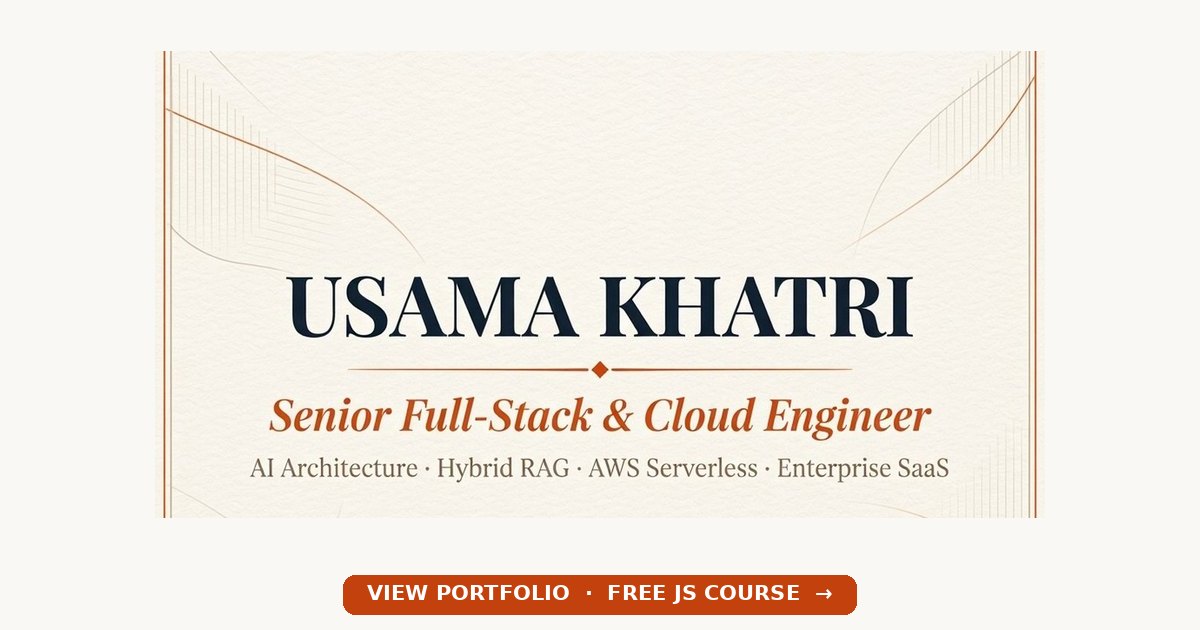 USAMA KHATRI
Senior Full-Stack & Cloud Engineer
AI Architecture · Hybrid RAG · AWS Serverless · Enterprise SaaS
VIEW PORTFOLIO · FREE JS COURSE →